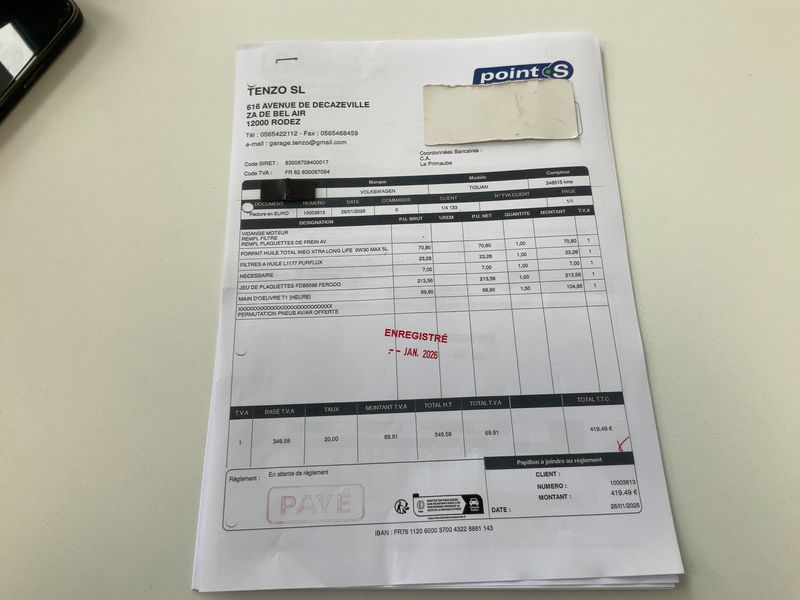 point S
TENZO SL
616 AVENUE DE DECAZEVILLE
ZA DE BEL AIR
12000 RODEZ
Tél : 0565422112 - Fax : 0565468459
e-mail : garage.tenzo@gmail.com
Coordonnées Bancaires :
C.A.
La Primaube
Code SIRET : 83008709400017
Code TVA : FR 82 830087094
Marque Modèle Compteur
VOLKSWAGEN TIGUAN 248515 kms
DOCUMENT NUMERO DATE COMMANDE CLIENT N° TVA CLIENT PAGE
Facture en EURO 10003613 26/01/2026 0 1/4 133 1/1
DESIGNATION P.U. BRUT %REM P.U. NET QUANTITE MONTANT T.V.A
VIDANGE MOTEUR
REMPL FILTRE
REMPL PLAQUETTES DE FREIN AV
FORFAIT HUILE TOTAL INEO XTRA LONG LIFE 0W30 MAX 5L 70,80 70,80 1,00 70,80 1
FILTRES A HUILE L1177 PURFLUX 23,28 23,28 1,00 23,28 1
NECESSAIRE 7,00 7,00 1,00 7,00 1
JEU DE PLAQUETTES FDB5096 FERODO 213,56 213,56 1,00 213,56 1
MAIN D'OEUVRE T1 (HEURE) 69,90 69,90 1,50 104,85 1
XXXXXXXXXXXXXXXXXXXXXXXXXXXX
PERMUTATION PNEUS AV/AR OFFERTE
ENREGISTRÉ
-- JAN. 2026
T.V.A BASE T.V.A TAUX MONTANT T.V.A TOTAL H.T TOTAL T.V.A TOTAL T.T.C
1 349.58 20,00 69.91 349.58 69.91 419.49 €
Règlement : En attente de règlement
PAYÉ
Papillon à joindre au règlement
CLIENT :
NUMERO : 10003613
MONTANT : 419.49 €
DATE : 26/01/2026
IBAN : FR76 1120 6000 3700 4322 8881 143